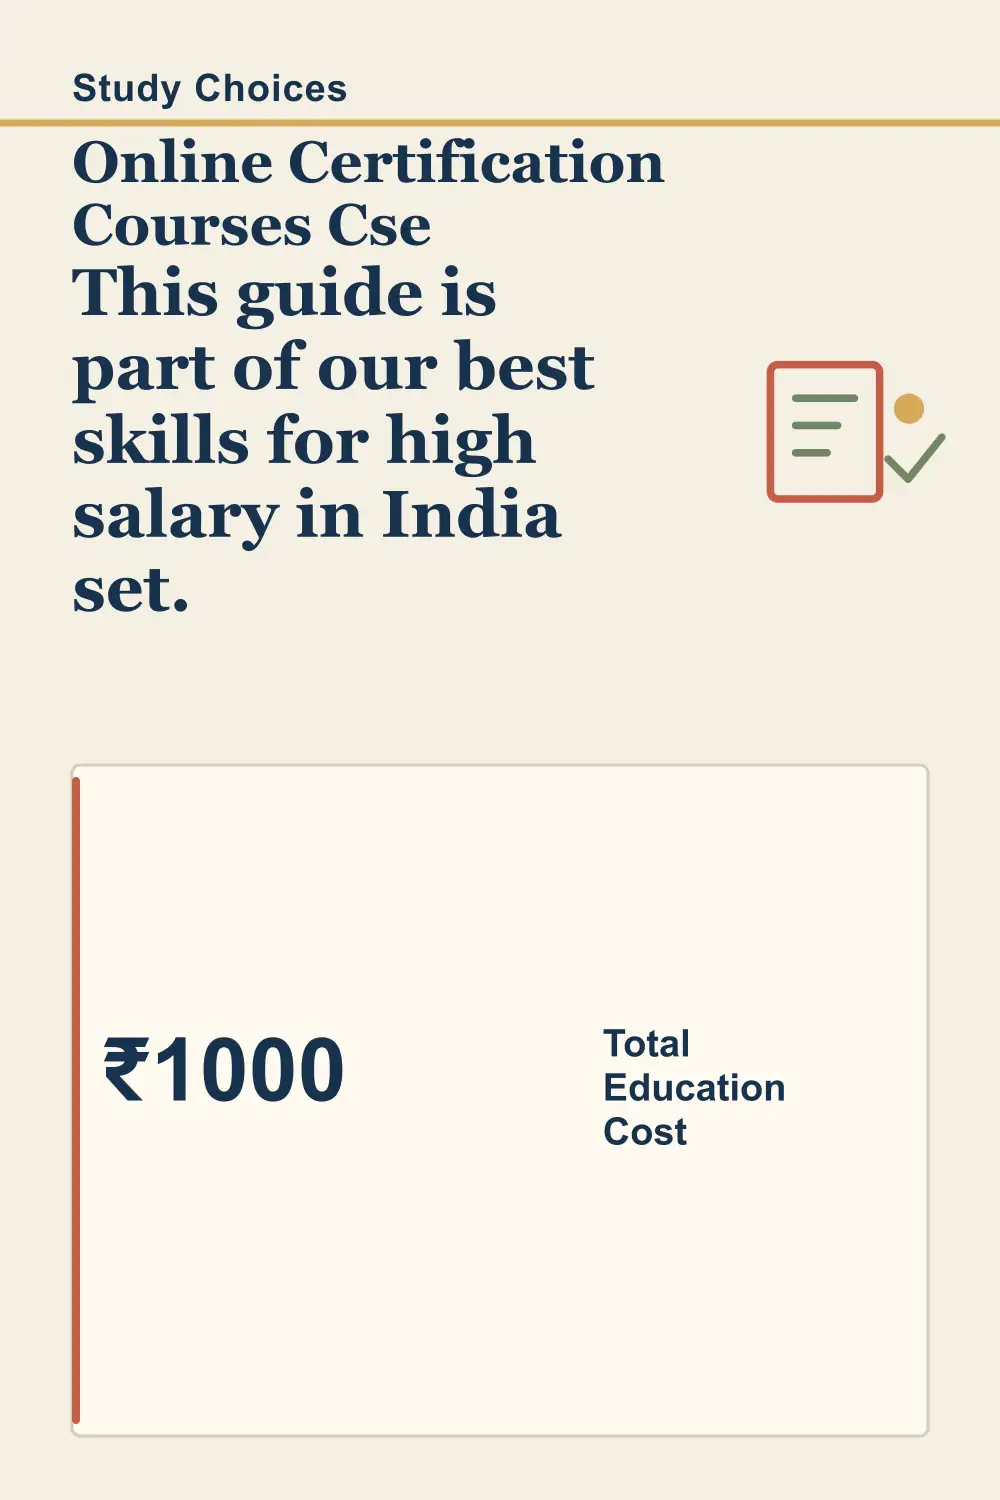 Study Choices
Online Certification
Courses Cse
This guide is
part of our best
skills for high
salary in India
set.
₹1000
Total
Education
Cost